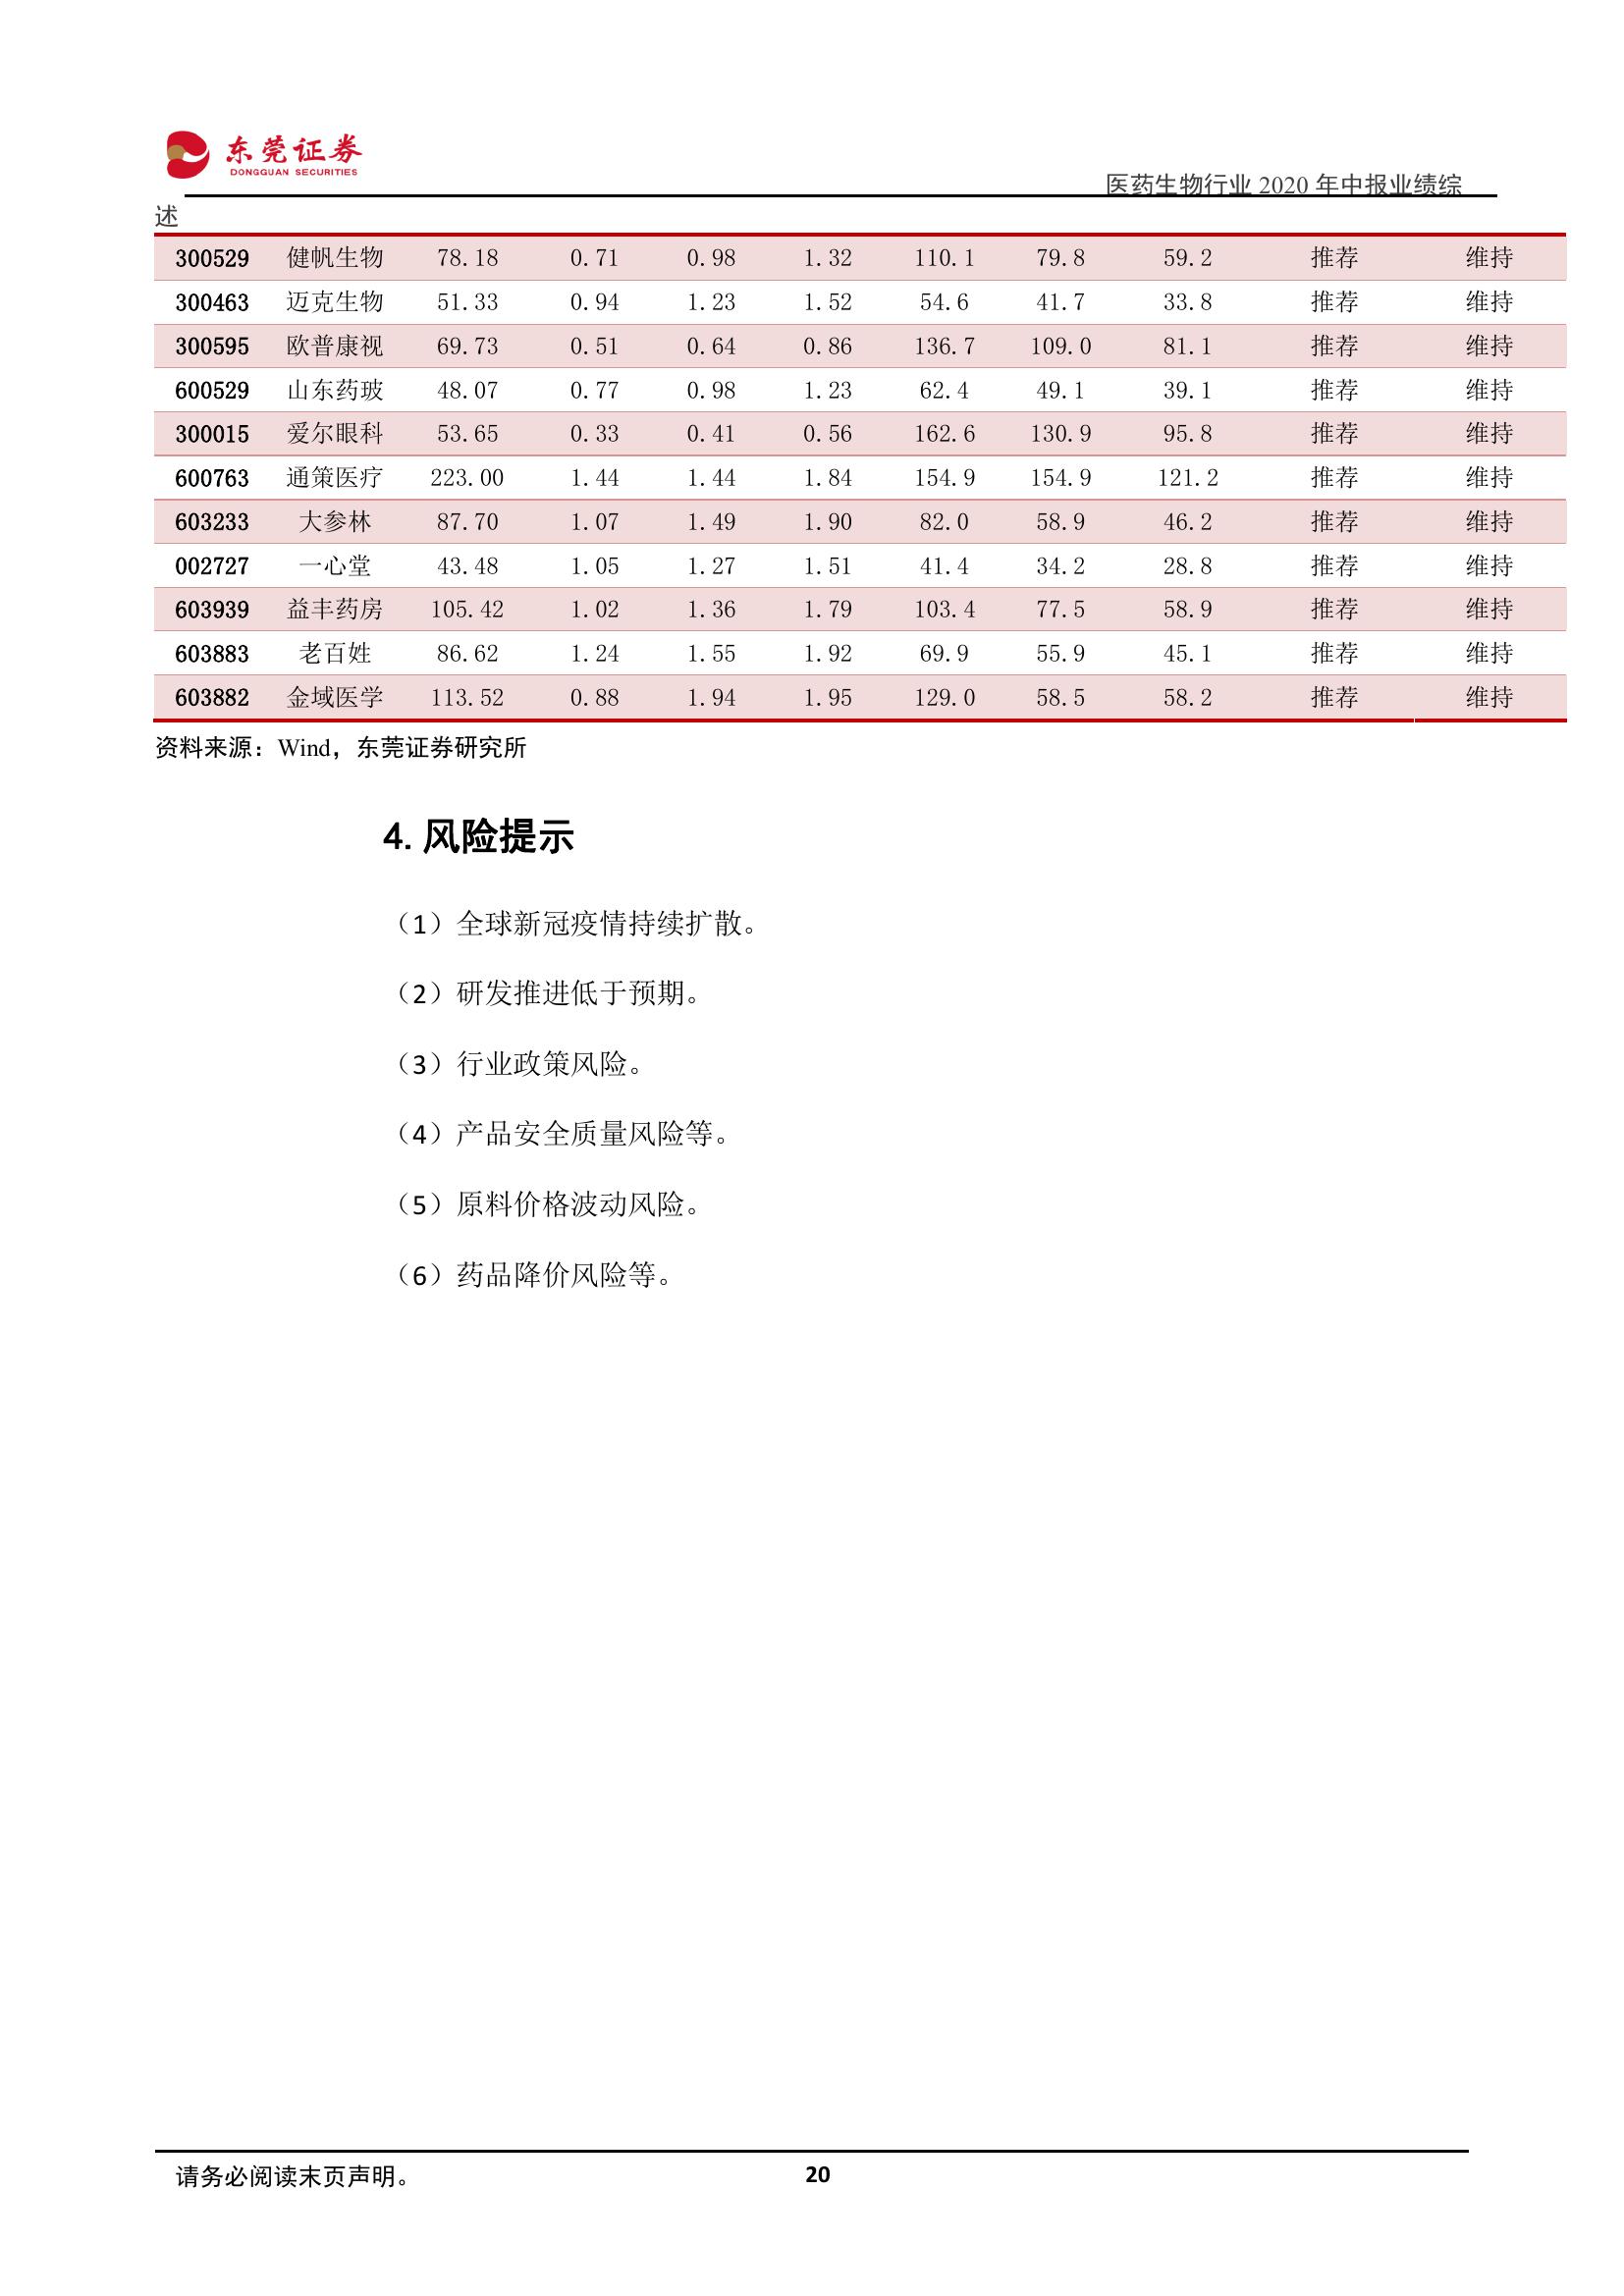 东莞证券
DONGGUAN SECURITIES
医药生物行业 2020 年中报业绩综
述
300529 健帆生物 78.18 0.71 0.98 1.32 110.1 79.8 59.2 推荐 维持
300463 迈克生物 51.33 0.94 1.23 1.52 54.6 41.7 33.8 推荐 维持
300595 欧普康视 69.73 0.51 0.64 0.86 136.7 109.0 81.1 推荐 维持
600529 山东药玻 48.07 0.77 0.98 1.23 62.4 49.1 39.1 推荐 维持
300015 爱尔眼科 53.65 0.33 0.41 0.56 162.6 130.9 95.8 推荐 维持
600763 通策医疗 223.00 1.44 1.44 1.84 154.9 154.9 121.2 推荐 维持
603233 大参林 87.70 1.07 1.49 1.90 82.0 58.9 46.2 推荐 维持
002727 一心堂 43.48 1.05 1.27 1.51 41.4 34.2 28.8 推荐 维持
603939 益丰药房 105.42 1.02 1.36 1.79 103.4 77.5 58.9 推荐 维持
603883 老百姓 86.62 1.24 1.55 1.92 69.9 55.9 45.1 推荐 维持
603882 金域医学 113.52 0.88 1.94 1.95 129.0 58.5 58.2 推荐 维持
资料来源：Wind，东莞证券研究所
4. 风险提示
（1）全球新冠疫情持续扩散。
（2）研发推进低于预期。
（3）行业政策风险。
（4）产品安全质量风险等。
（5）原料价格波动风险。
（6）药品降价风险等。
请务必阅读末页声明。 20